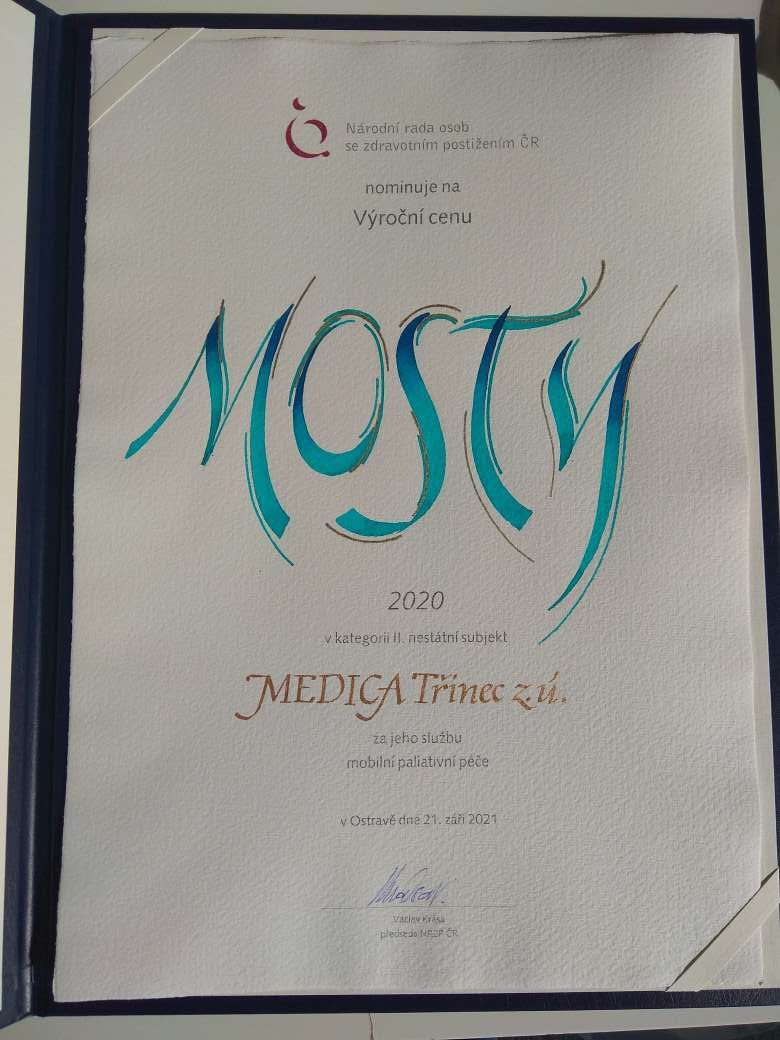 Národní rada osob
se zdravotním postižením ČR
nominuje na
Výroční cenu
MOSTY
2020
v kategorii II. nestátní subjekt
MEDICA Třinec z.ú.
za jeho službu
mobilní paliativní péče
v Ostravě dne 21. září 2021
Václav Krása
předseda NRZP ČR